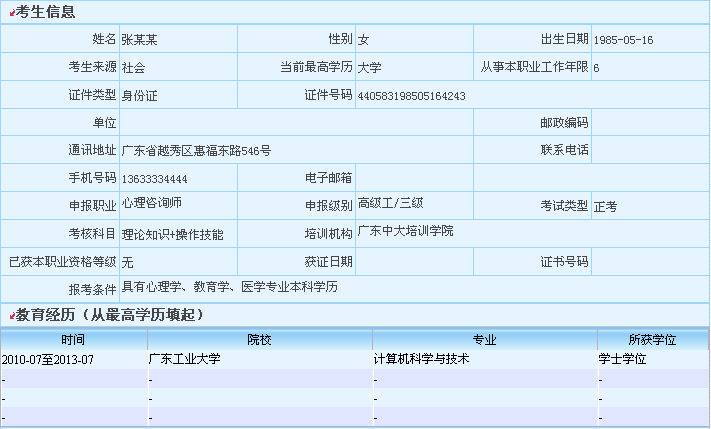 考生信息
姓名 张某某 性别 女 出生日期 1985-05-16
考生来源 社会 当前最高学历 大学 从事本职业工作年限 6
证件类型 身份证 证件号码 440583198505164243
单位 邮政编码
通讯地址 广东省越秀区惠福东路546号 联系电话
手机号码 13633334444 电子邮箱
申报职业 心理咨询师 申报级别 高级工/三级 考试类型 正考
考核科目 理论知识+操作技能 培训机构 广东中大培训学院
已获本职业资格等级 无 获证日期 证书号码
报考条件 具有心理学、教育学、医学专业本科学历
教育经历（从最高学历填起）
时间 院校 专业 所获学位
2010-07至2013-07 广东工业大学 计算机科学与技术 学士学位
- - - -
- - - -
- - - -